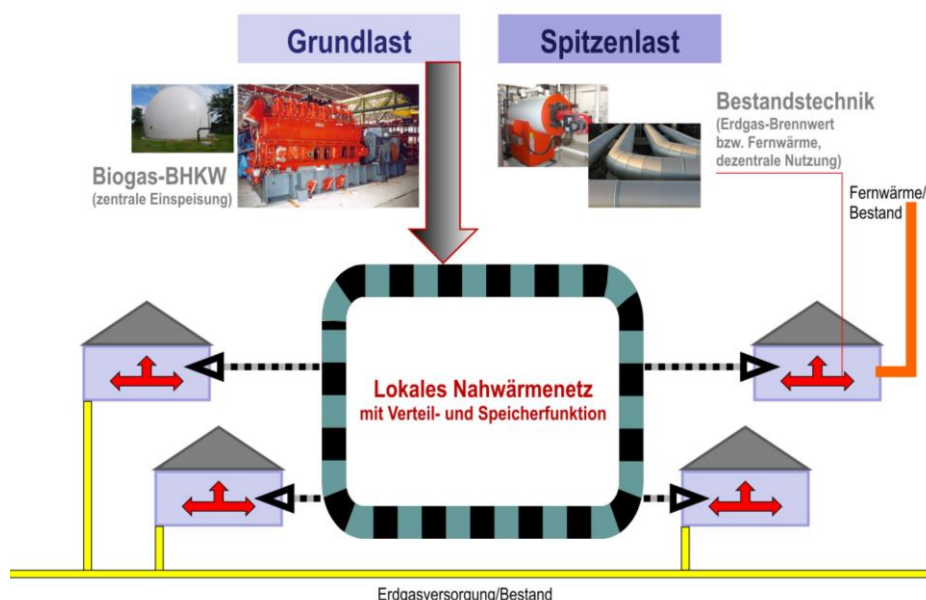 Grundlast
Spitzenlast
Biogas-BHKW
(zentrale Einspeisung)
Bestandstechnik
(Erdgas-Brennwert
bzw. Fernwärme,
dezentrale Nutzung)
Fernwärme/
Bestand
Lokales Nahwärmenetz
mit Verteil- und Speicherfunktion
Erdgasversorgung/Bestand